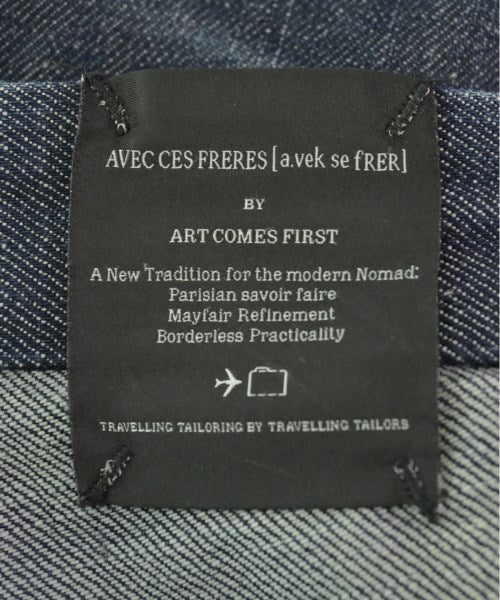 AVEC CES FRERES [a.vek se fRER]
BY
ART COMES FIRST
A New Tradition for the modern Nomad:
Parisian savoir faire
Mayfair Refinement
Borderless Practicality
TRAVELLING TAILORING BY TRAVELLING TAILORS